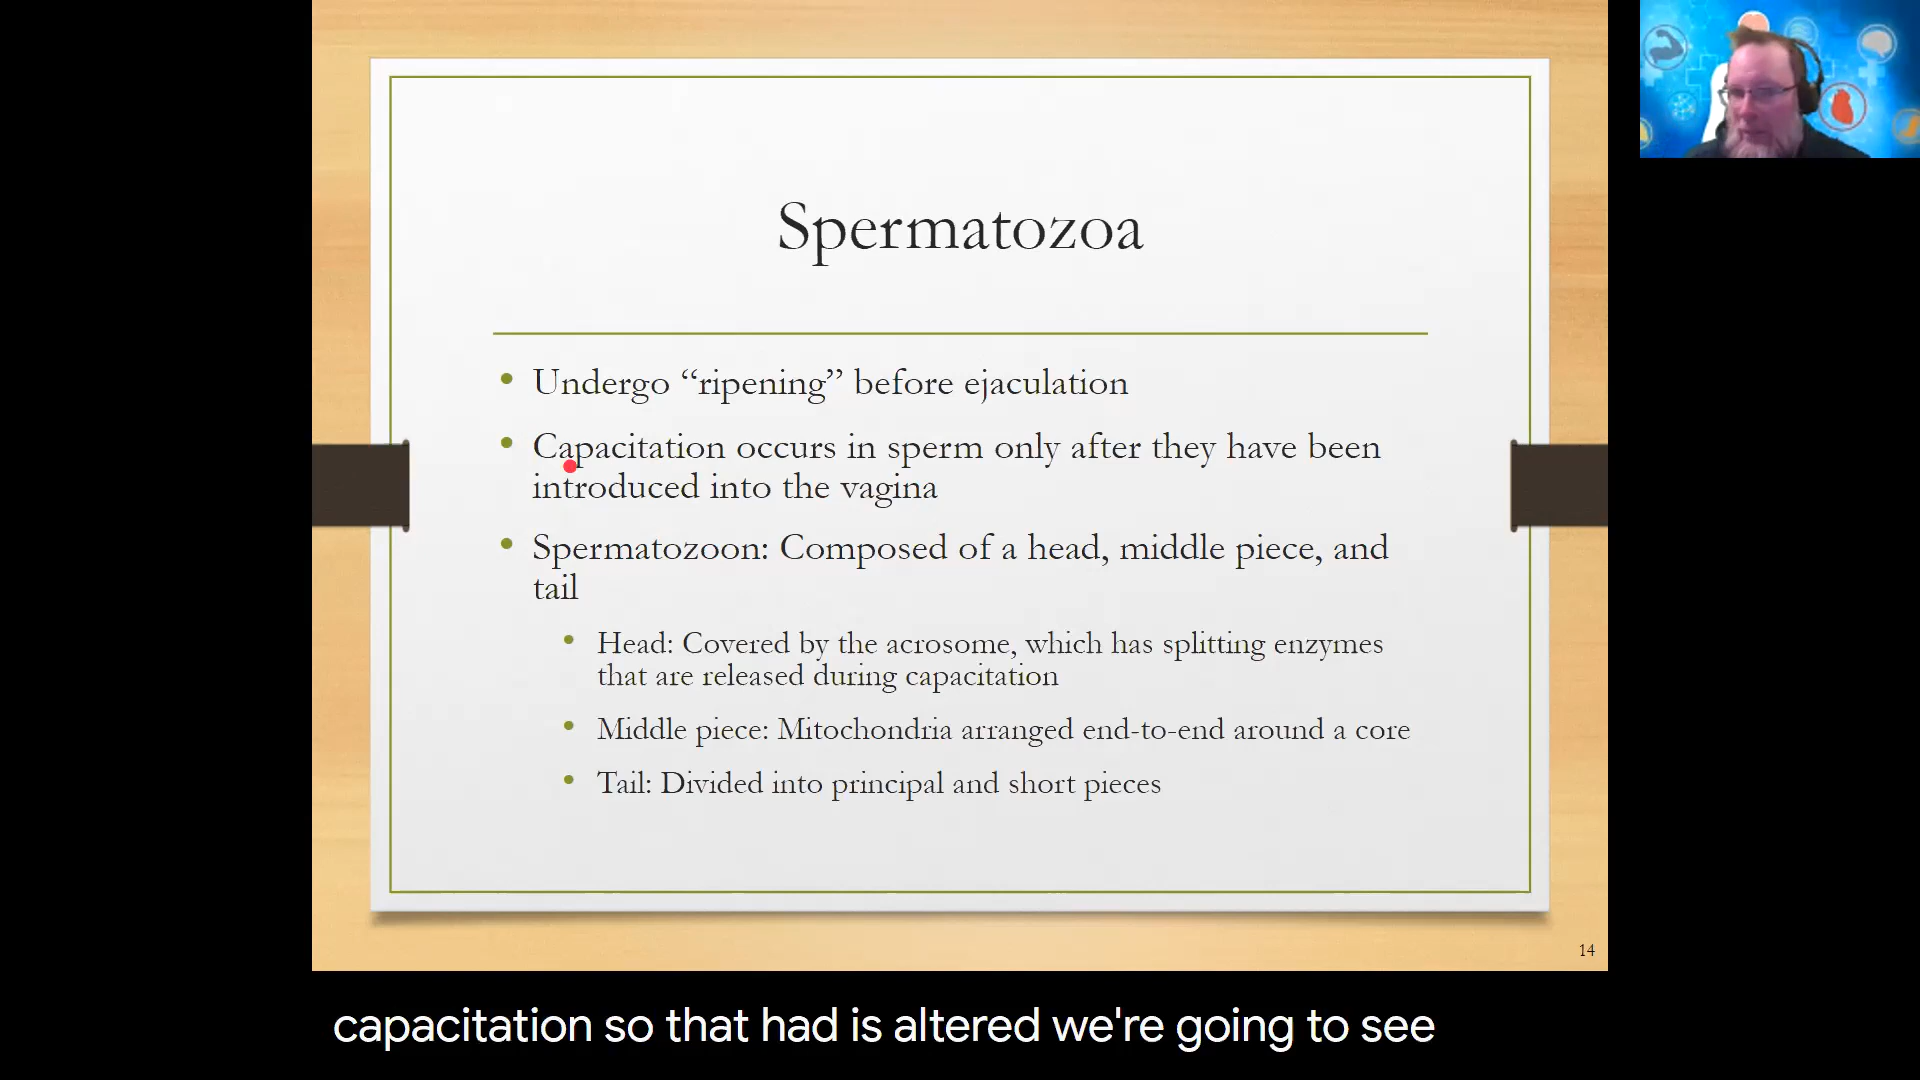 Spermatozoa
• Undergo “ripening” before ejaculation
• Capacitation occurs in sperm only after they have been
introduced into the vagina
• Spermatozoon: Composed of a head, middle piece, and
tail
• Head: Covered by the acrosome, which has splitting enzymes
that are released during capacitation
• Middle piece: Mitochondria arranged end-to-end around a core
• Tail: Divided into principal and short pieces
14
capacitation so that had is altered we're going to see